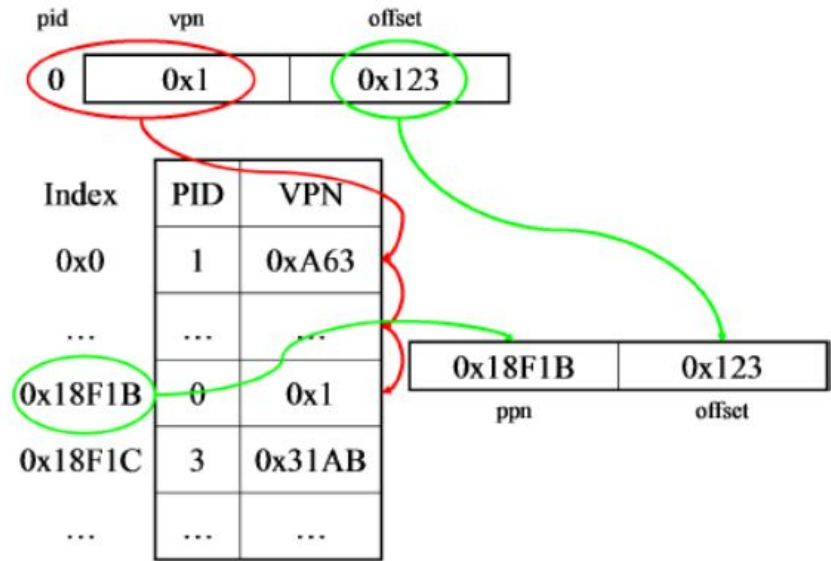 pid vpn offset
0 0x1 0x123
Index PID VPN
0x0 1 0xA63
... ... ...
0x18F1B 0 0x1
0x18F1C 3 0x31AB
... ... ...
0x18F1B 0x123
ppn offset